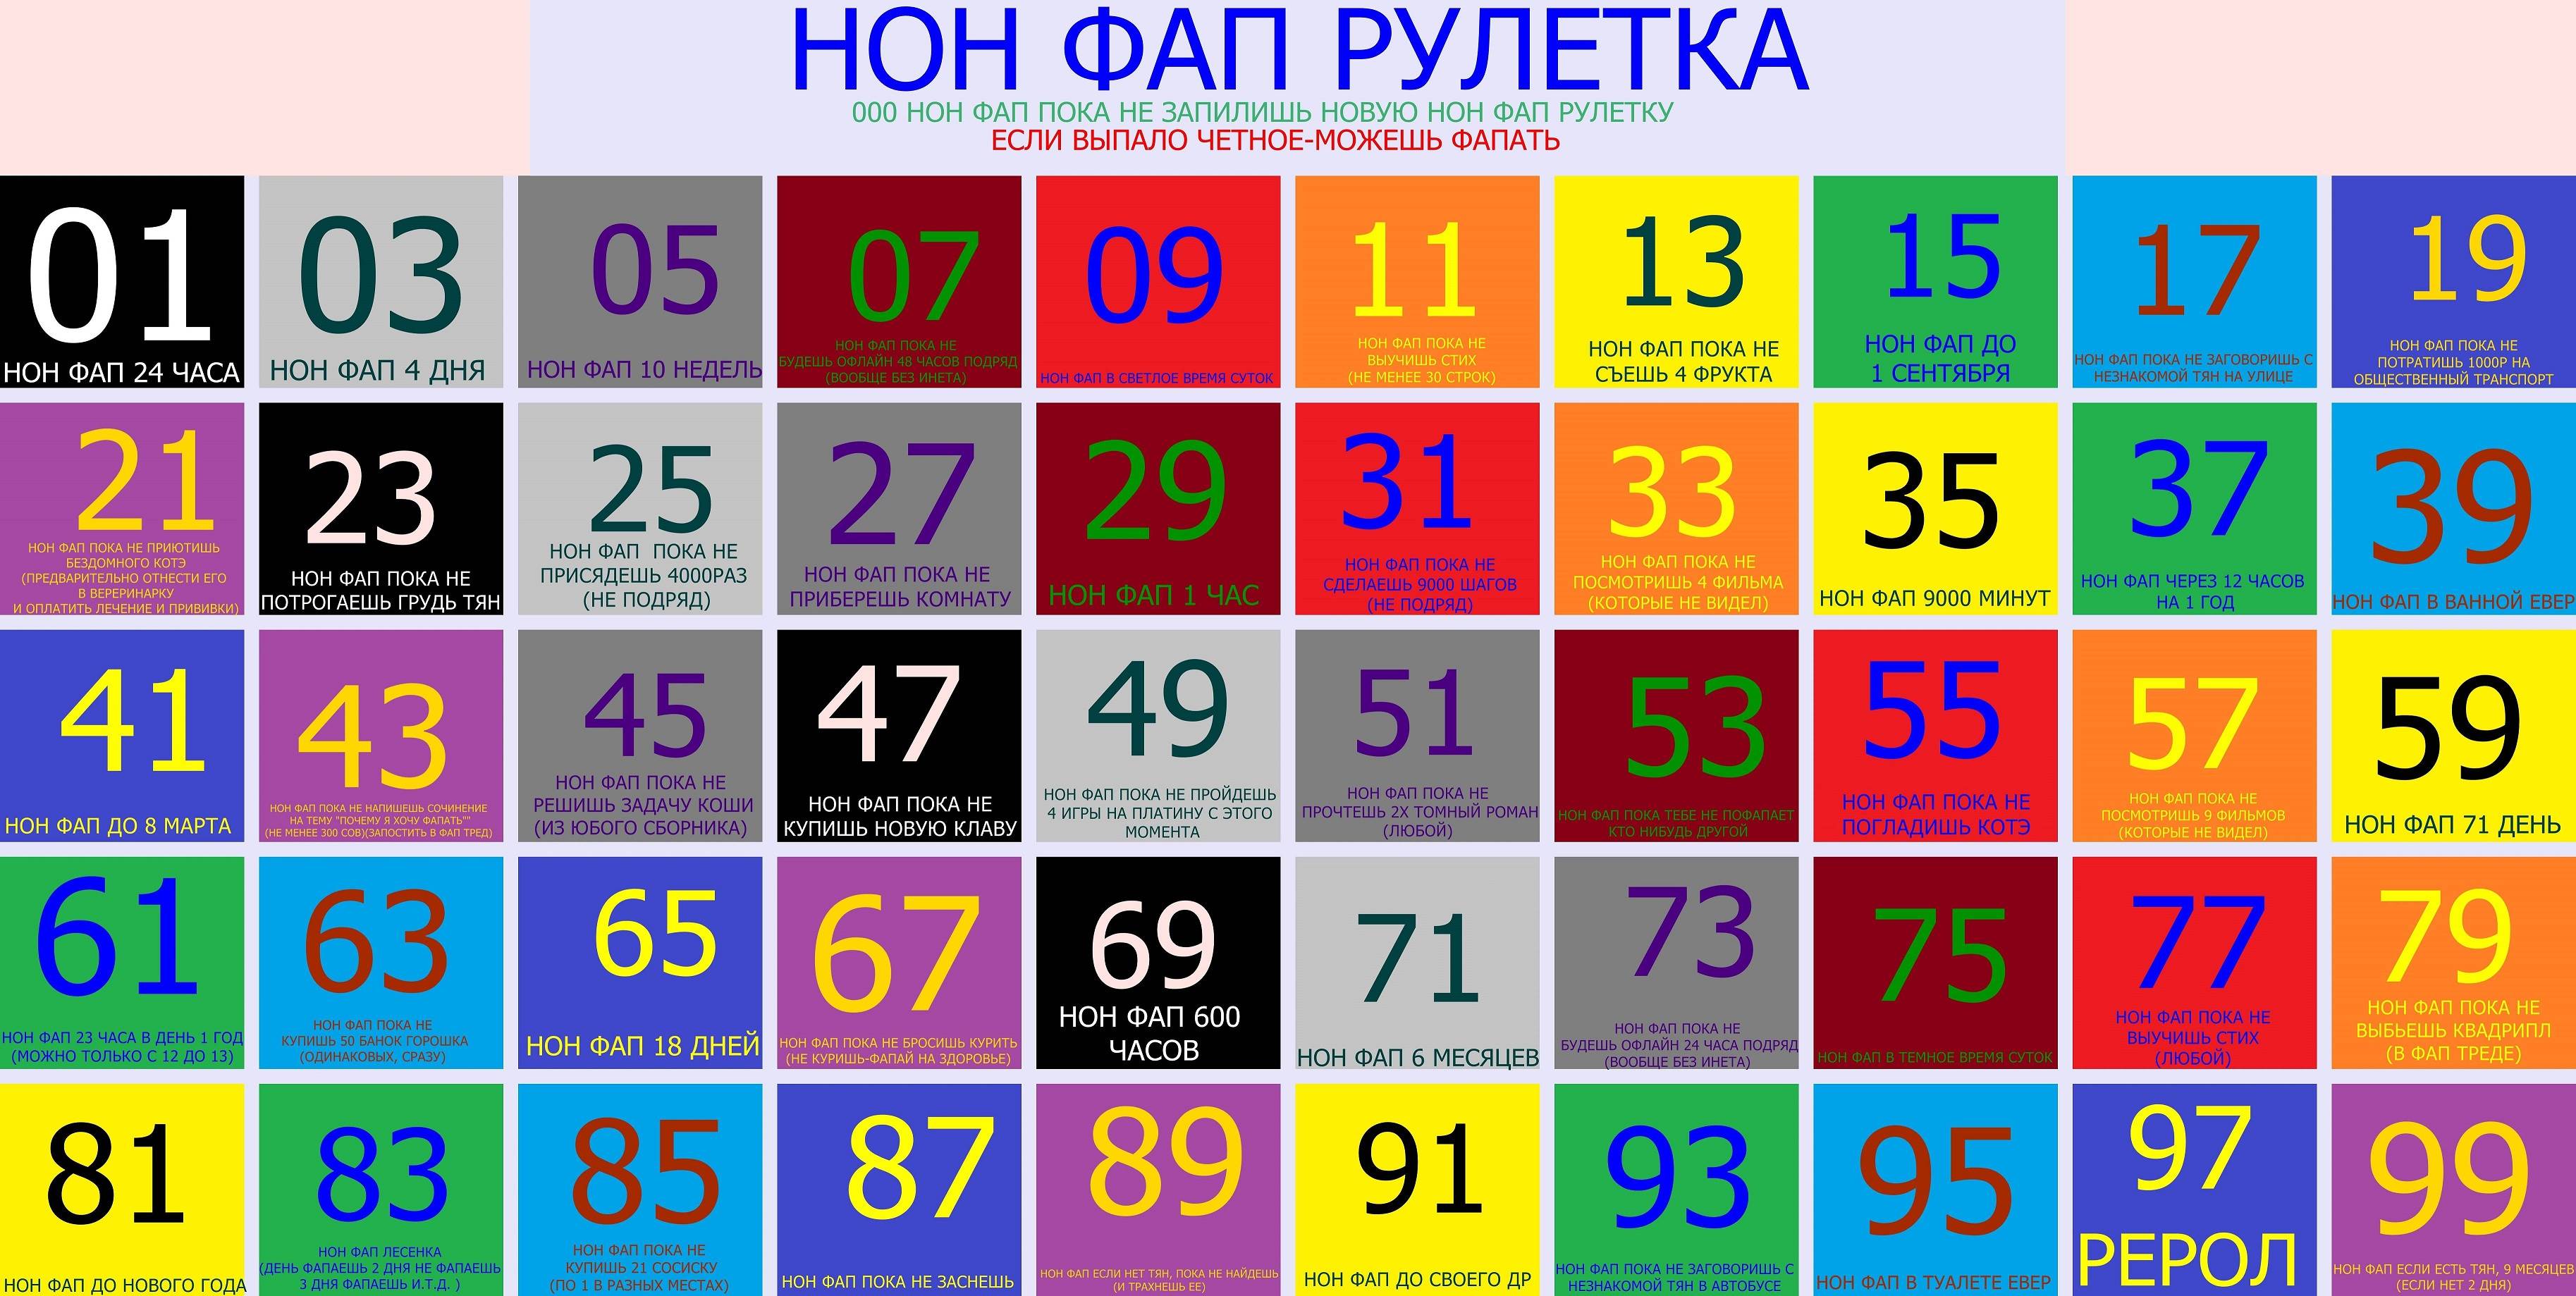 НОН ФАП РУЛЕТКА
000 НОН ФАП ПОКА НЕ ЗАПИЛИШЬ НОВУЮ НОН ФАП РУЛЕТКУ
ЕСЛИ ВЫПАЛО ЧЕТНОЕ-МОЖЕШЬ ФАПАТЬ
01
НОН ФАП 24 ЧАСА
03
НОН ФАП 4 ДНЯ
05
НОН ФАП 10 НЕДЕЛЬ
07
НОН ФАП ПОКА НЕ
БУДЕШЬ ОФЛАЙН 48 ЧАСОВ ПОДРЯД
(ВООБЩЕ БЕЗ ИНЕТА)
09
НОН ФАП В СВЕТЛОЕ ВРЕМЯ СУТОК
11
НОН ФАП ПОКА НЕ
ВЫУЧИШЬ СТИХ
(НЕ МЕНЕЕ 30 СТРОК)
13
НОН ФАП ПОКА НЕ
СЪЕШЬ 4 ФРУКТА
15
НОН ФАП ДО
1 СЕНТЯБРЯ
17
НОН ФАП ПОКА НЕ ЗАГОВОРИШЬ С
НЕЗНАКОМОЙ ТЯН НА УЛИЦЕ
19
НОН ФАП ПОКА НЕ
ПОТРАТИШЬ 1000Р НА
ОБЩЕСТВЕННЫЙ ТРАНСПОРТ
21
НОН ФАП ПОКА НЕ ПРИЮТИШЬ
БЕЗДОМНОГО КОТЭ
(ПРЕДВАРИТЕЛЬНО ОТНЕСТИ ЕГО
В ВЕРЕРИНАРКУ
И ОПЛАТИТЬ ЛЕЧЕНИЕ И ПРИВИВКИ)
23
НОН ФАП ПОКА НЕ
ПОТРОГАЕШЬ ГРУДЬ ТЯН
25
НОН ФАП ПОКА НЕ
ПРИСЯДЕШЬ 4000РАЗ
(НЕ ПОДРЯД)
27
НОН ФАП ПОКА НЕ
ПРИБЕРЕШЬ КОМНАТУ
29
НОН ФАП 1 ЧАС
31
НОН ФАП ПОКА НЕ
СДЕЛАЕШЬ 9000 ШАГОВ
(НЕ ПОДРЯД)
33
НОН ФАП ПОКА НЕ
ПОСМОТРИШЬ 4 ФИЛЬМА
(КОТОРЫЕ НЕ ВИДЕЛ)
35
НОН ФАП 9000 МИНУТ
37
НОН ФАП ЧЕРЕЗ 12 ЧАСОВ
НА 1 ГОД
39
НОН ФАП В ВАННОЙ ЕВЕР
41
НОН ФАП ДО 8 МАРТА
43
НОН ФАП ПОКА НЕ НАПИШЕШЬ СОЧИНЕНИЕ
НА ТЕМУ "ПОЧЕМУ Я ХОЧУ ФАПАТЬ""
(НЕ МЕНЕЕ 300 СОВ)(ЗАПОСТИТЬ В ФАП ТРЕД)
45
НОН ФАП ПОКА НЕ
РЕШИШЬ ЗАДАЧУ КОШИ
(ИЗ ЮБОГО СБОРНИКА)
47
НОН ФАП ПОКА НЕ
КУПИШЬ НОВУЮ КЛАВУ
49
НОН ФАП ПОКА НЕ ПРОЙДЕШЬ
4 ИГРЫ НА ПЛАТИНУ С ЭТОГО
МОМЕНТА
51
НОН ФАП ПОКА НЕ
ПРОЧТЕШЬ 2Х ТОМНЫЙ РОМАН
(ЛЮБОЙ)
53
НОН ФАП ПОКА ТЕБЕ НЕ ПОФАПАЕТ
КТО НИБУДЬ ДРУГОЙ
55
НОН ФАП ПОКА НЕ
ПОГЛАДИШЬ КОТЭ
57
НОН ФАП ПОКА НЕ
ПОСМОТРИШЬ 9 ФИЛЬМОВ
(КОТОРЫЕ НЕ ВИДЕЛ)
59
НОН ФАП 71 ДЕНЬ
61
НОН ФАП 23 ЧАСА В ДЕНЬ 1 ГОД
(МОЖНО ТОЛЬКО С 12 ДО 13)
63
НОН ФАП ПОКА НЕ
КУПИШЬ 50 БАНОК ГОРОШКА
(ОДИНАКОВЫХ, СРАЗУ)
65
НОН ФАП 18 ДНЕЙ
67
НОН ФАП ПОКА НЕ БРОСИШЬ КУРИТЬ
(НЕ КУРИШЬ-ФАПАЙ НА ЗДОРОВЬЕ)
69
НОН ФАП 600
ЧАСОВ
71
НОН ФАП 6 МЕСЯЦЕВ
73
НОН ФАП ПОКА НЕ
БУДЕШЬ ОФЛАЙН 24 ЧАСА ПОДРЯД
(ВООБЩЕ БЕЗ ИНЕТА)
75
НОН ФАП В ТЕМНОЕ ВРЕМЯ СУТОК
77
НОН ФАП ПОКА НЕ
ВЫУЧИШЬ СТИХ
(ЛЮБОЙ)
79
НОН ФАП ПОКА НЕ
ВЫБЬЕШЬ КВАДРИПЛ
(В ФАП ТРЕДЕ)
81
НОН ФАП ДО НОВОГО ГОДА
83
НОН ФАП ЛЕСЕНКА
(ДЕНЬ ФАПАЕШЬ 2 ДНЯ НЕ ФАПАЕШЬ
3 ДНЯ ФАПАЕШЬ И.Т.Д. )
85
НОН ФАП ПОКА НЕ
КУПИШЬ 21 СОСИСКУ
(ПО 1 В РАЗНЫХ МЕСТАХ)
87
НОН ФАП ПОКА НЕ ЗАСНЕШЬ
89
НОН ФАП ЕСЛИ НЕТ ТЯН, ПОКА НЕ НАЙДЕШЬ
(И ТРАХНЕШЬ ЕЕ)
91
НОН ФАП ДО СВОЕГО ДР
93
НОН ФАП ПОКА НЕ ЗАГОВОРИШЬ С
НЕЗНАКОМОЙ ТЯН В АВТОБУСЕ
95
НОН ФАП В ТУАЛЕТЕ ЕВЕР
97
РЕРОЛ
99
НОН ФАП ЕСЛИ ЕСТЬ ТЯН, 9 МЕСЯЦЕВ
(ЕСЛИ НЕТ 2 ДНЯ)